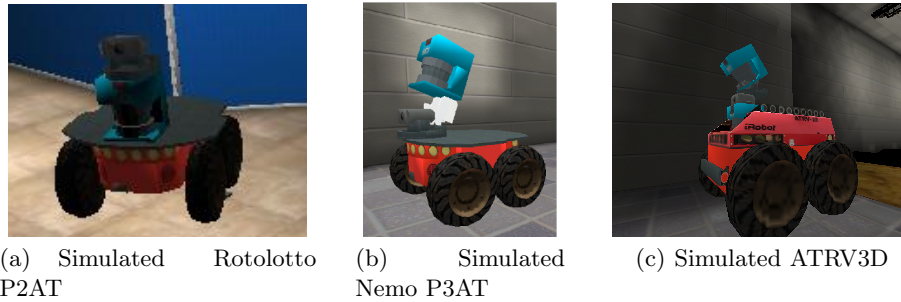 iRobot
(a) Simulated Rotolotto
P2AT
(b) Simulated
Nemo P3AT
(c) Simulated ATRV3D